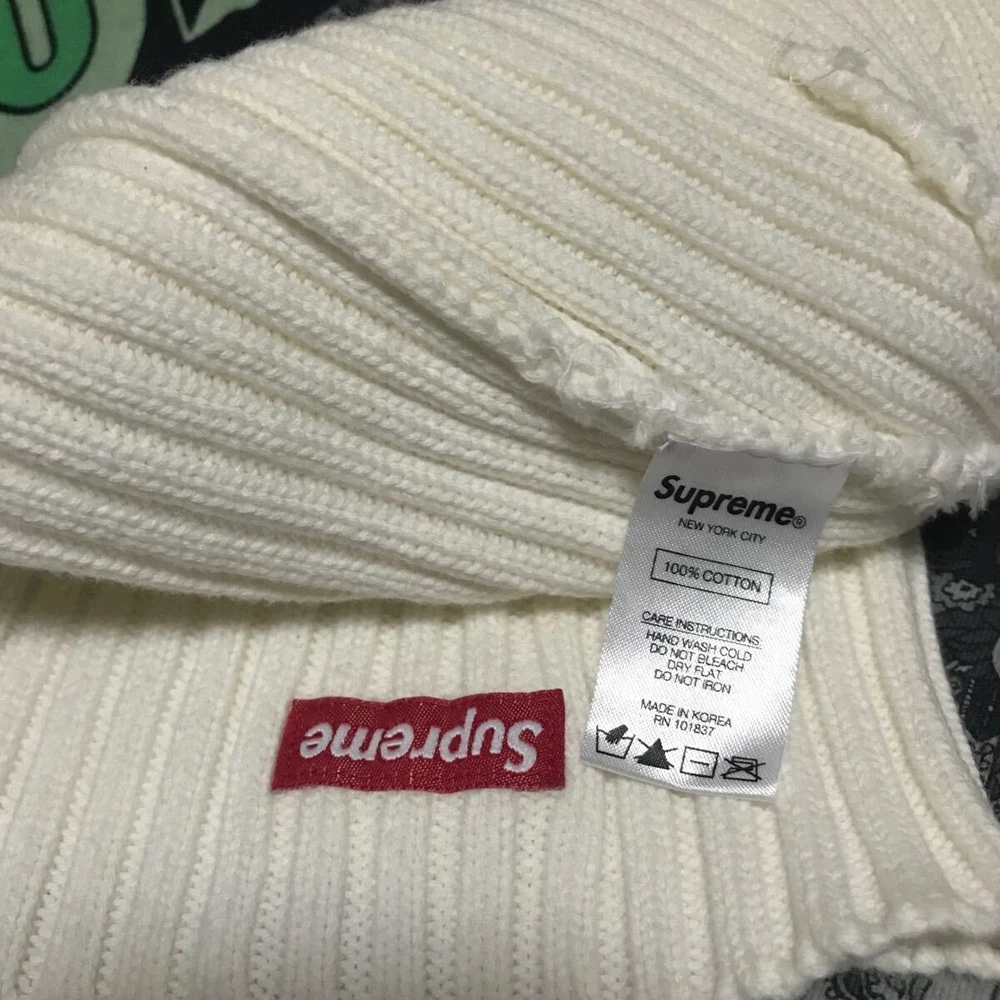 Supreme®
NEW YORK CITY
100% COTTON
CARE INSTRUCTIONS:
HAND WASH COLD
DO NOT BLEACH
DRY FLAT
DO NOT IRON
MADE IN KOREA
RN 101837
Supreme